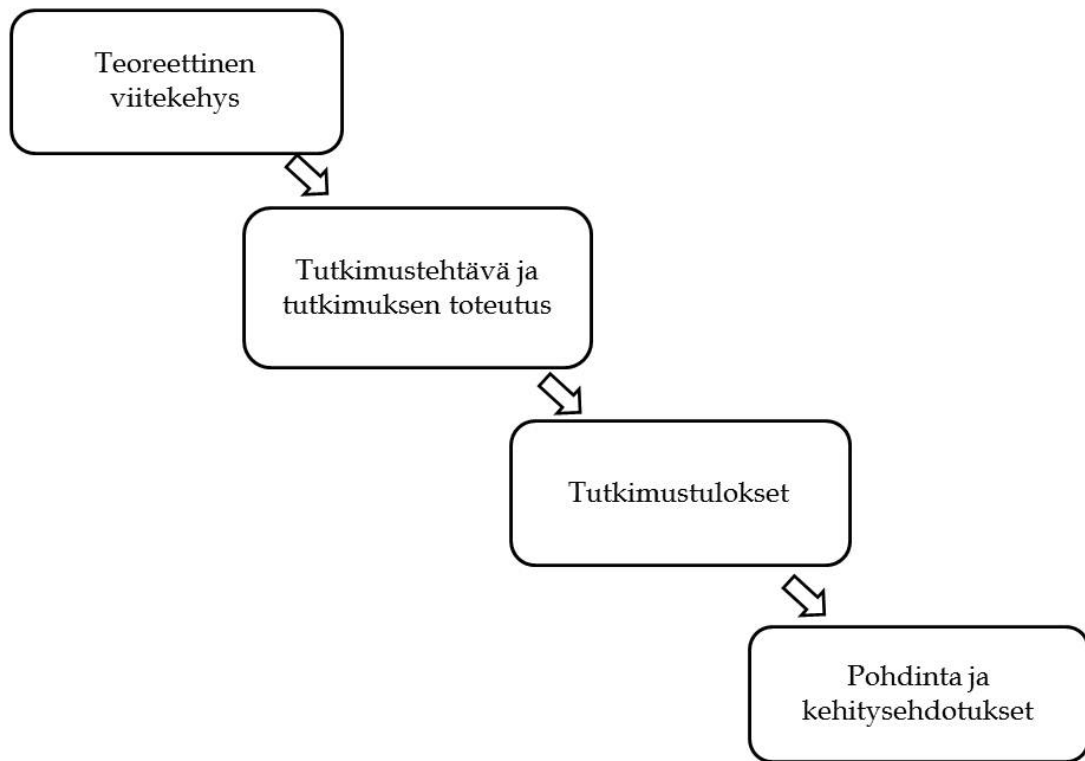 Teoreettinen
viitekehys
Tutkimustehtävä ja
tutkimuksen toteutus
Tutkimustulokset
Pohdinta ja
kehitysehdotukset